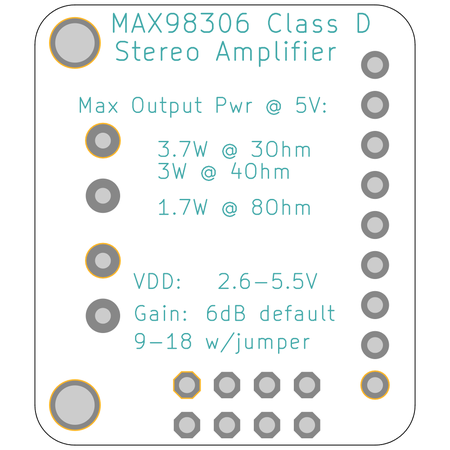 MAX98306 Class D
Stereo Amplifier
Max Output Pwr @ 5V:
3.7W @ 3Ohm
3W @ 4Ohm
1.7W @ 8Ohm
VDD: 2.6-5.5V
Gain: 6dB default
9-18 w/jumper